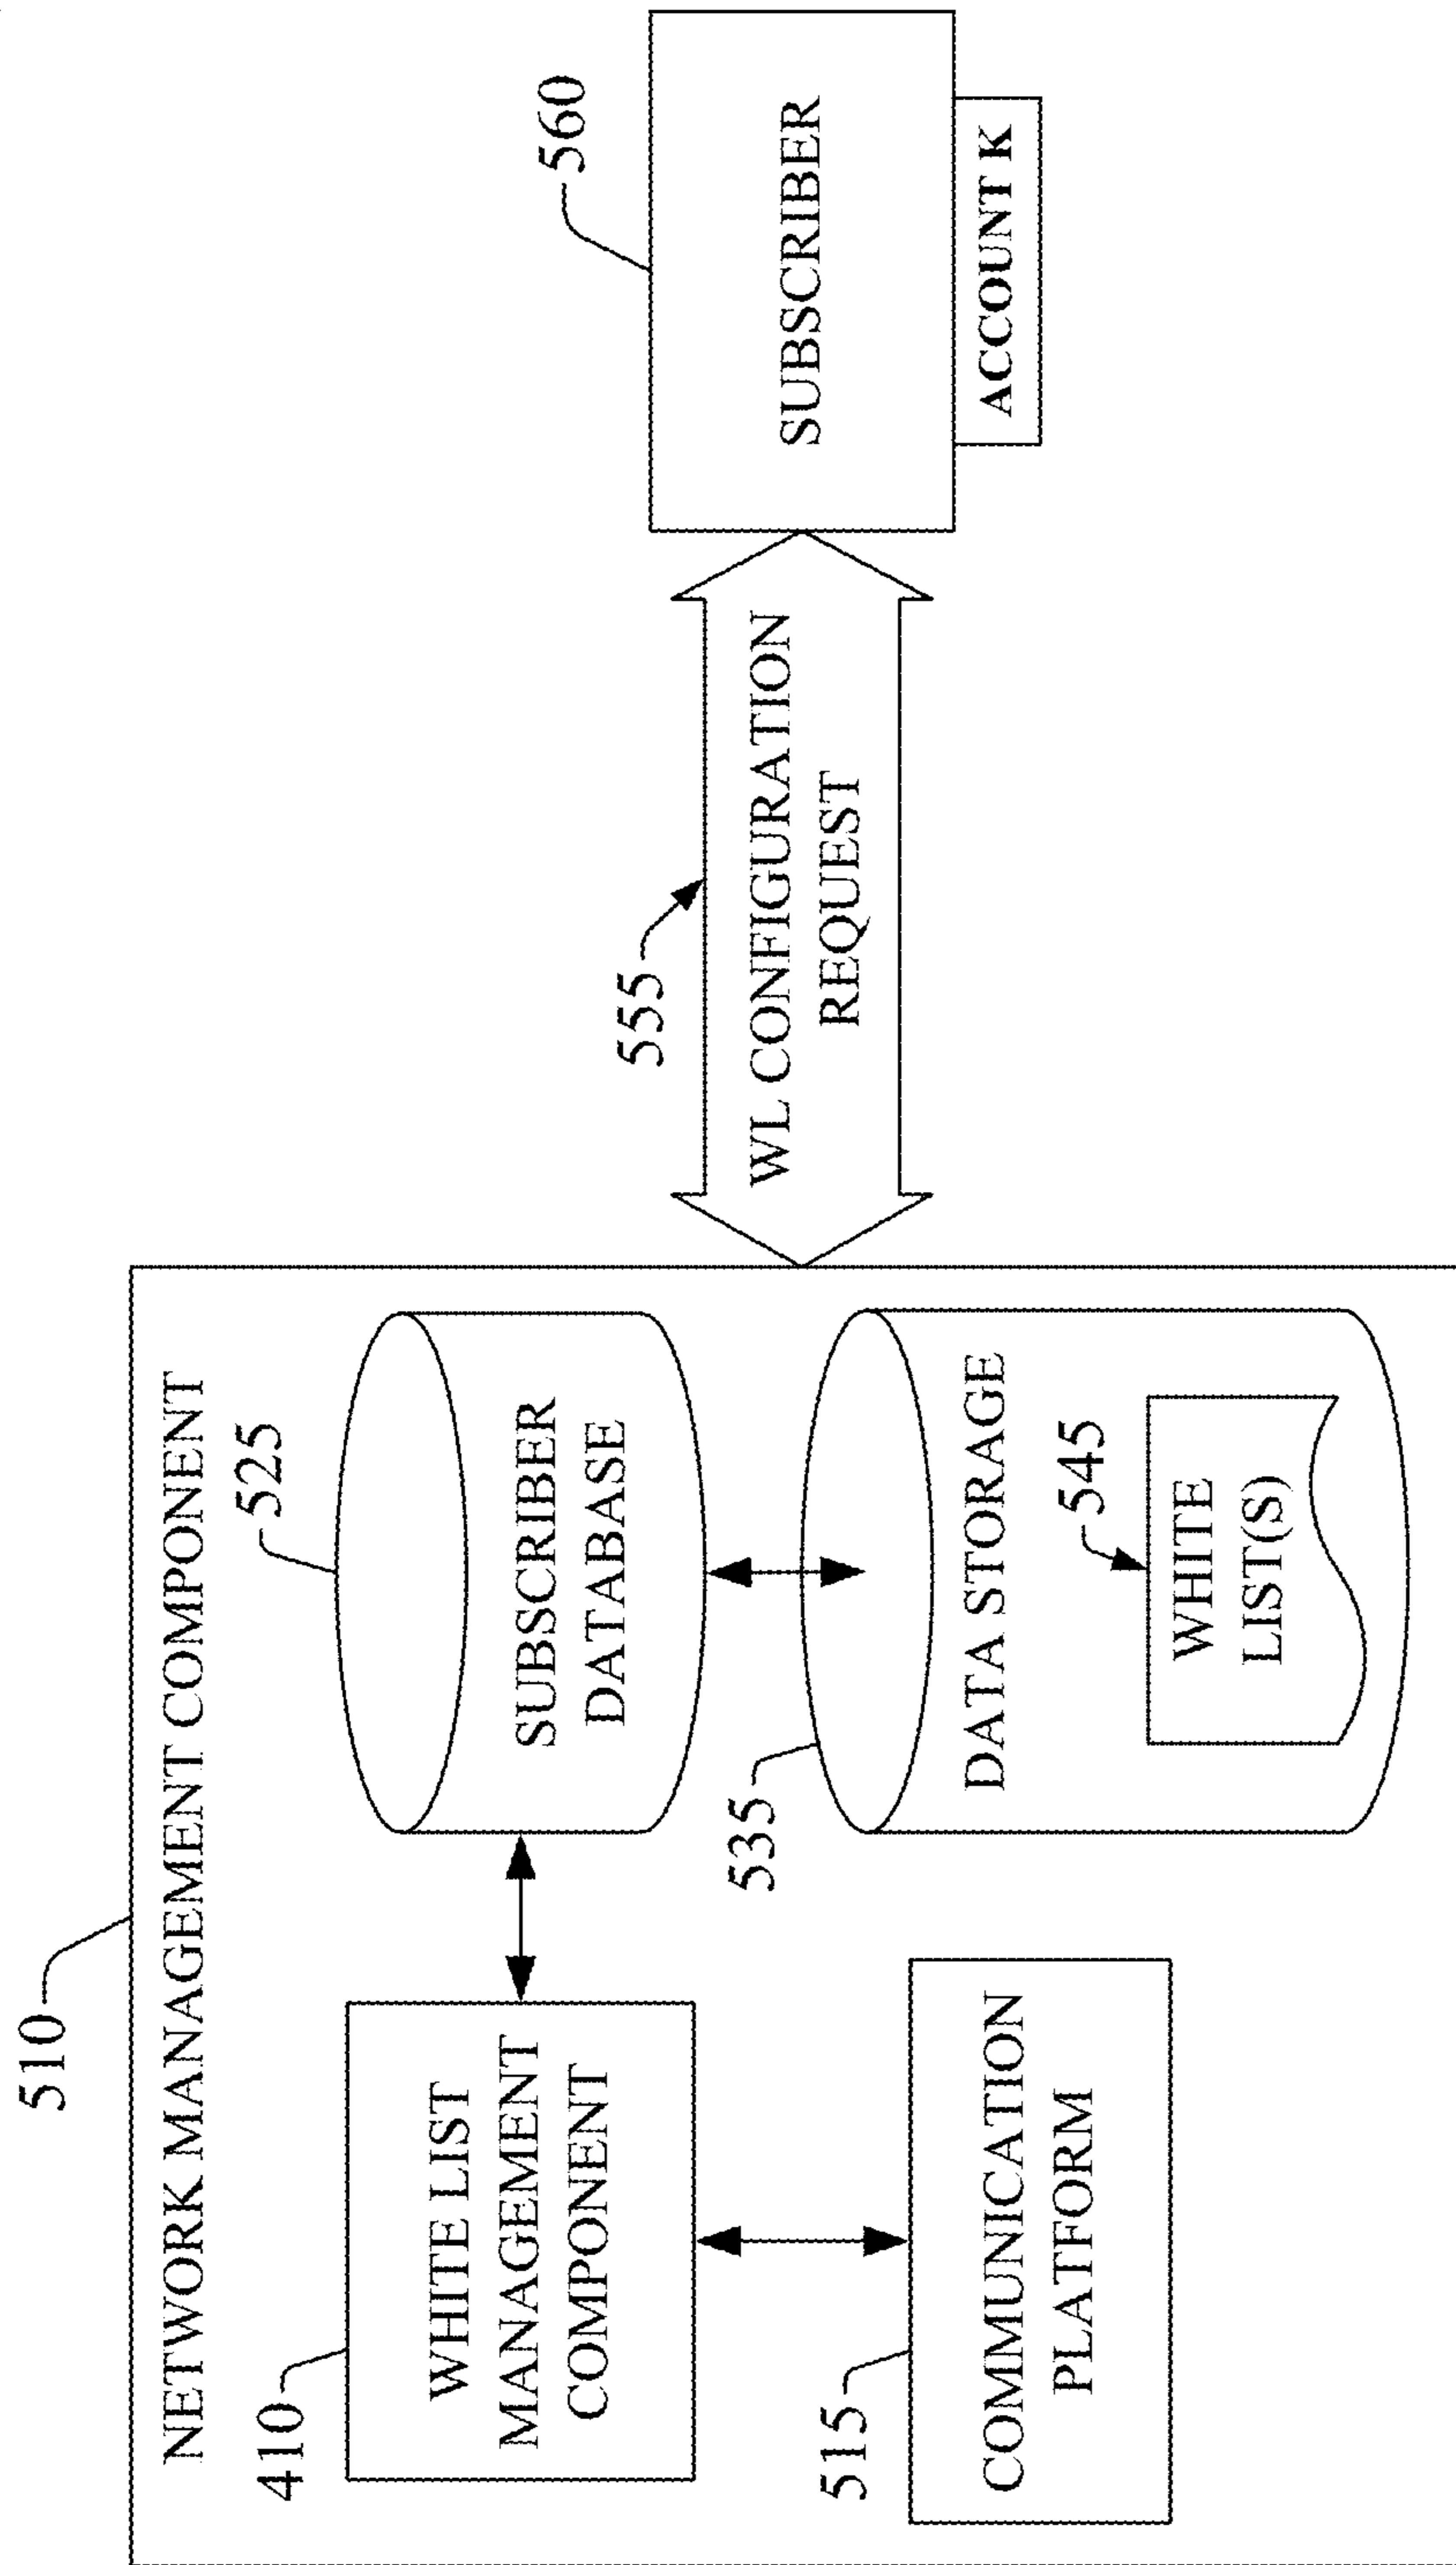 510
NETWORK MANAGEMENT COMPONENT
410
WHITE LIST
MANAGEMENT
COMPONENT
525
SUBSCRIBER
DATABASE
515
COMMUNICATION
PLATFORM
535
DATA STORAGE
545
WHITE
LIST(S)
555
WL CONFIGURATION
REQUEST
560
SUBSCRIBER
ACCOUNT K